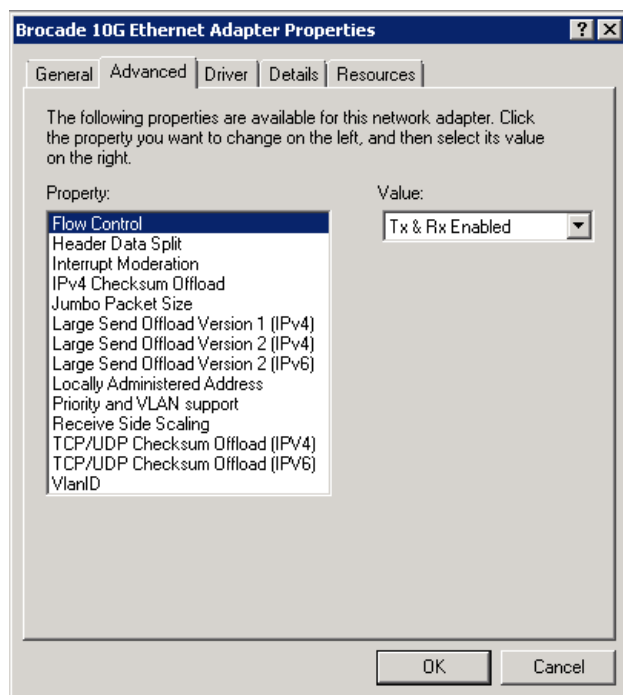 Brocade 10G Ethernet Adapter Properties
General Advanced Driver Details Resources
The following properties are available for this network adapter. Click
the property you want to change on the left, and then select its value
on the right.
Property:
Value:
Flow Control
Tx & Rx Enabled
Header Data Split
Interrupt Moderation
IPv4 Checksum Offload
Jumbo Packet Size
Large Send Offload Version 1 (IPv4)
Large Send Offload Version 2 (IPv4)
Large Send Offload Version 2 (IPv6)
Locally Administered Address
Priority and VLAN support
Receive Side Scaling
TCP/UDP Checksum Offload (IPV4)
TCP/UDP Checksum Offload (IPV6)
VlanID
OK
Cancel